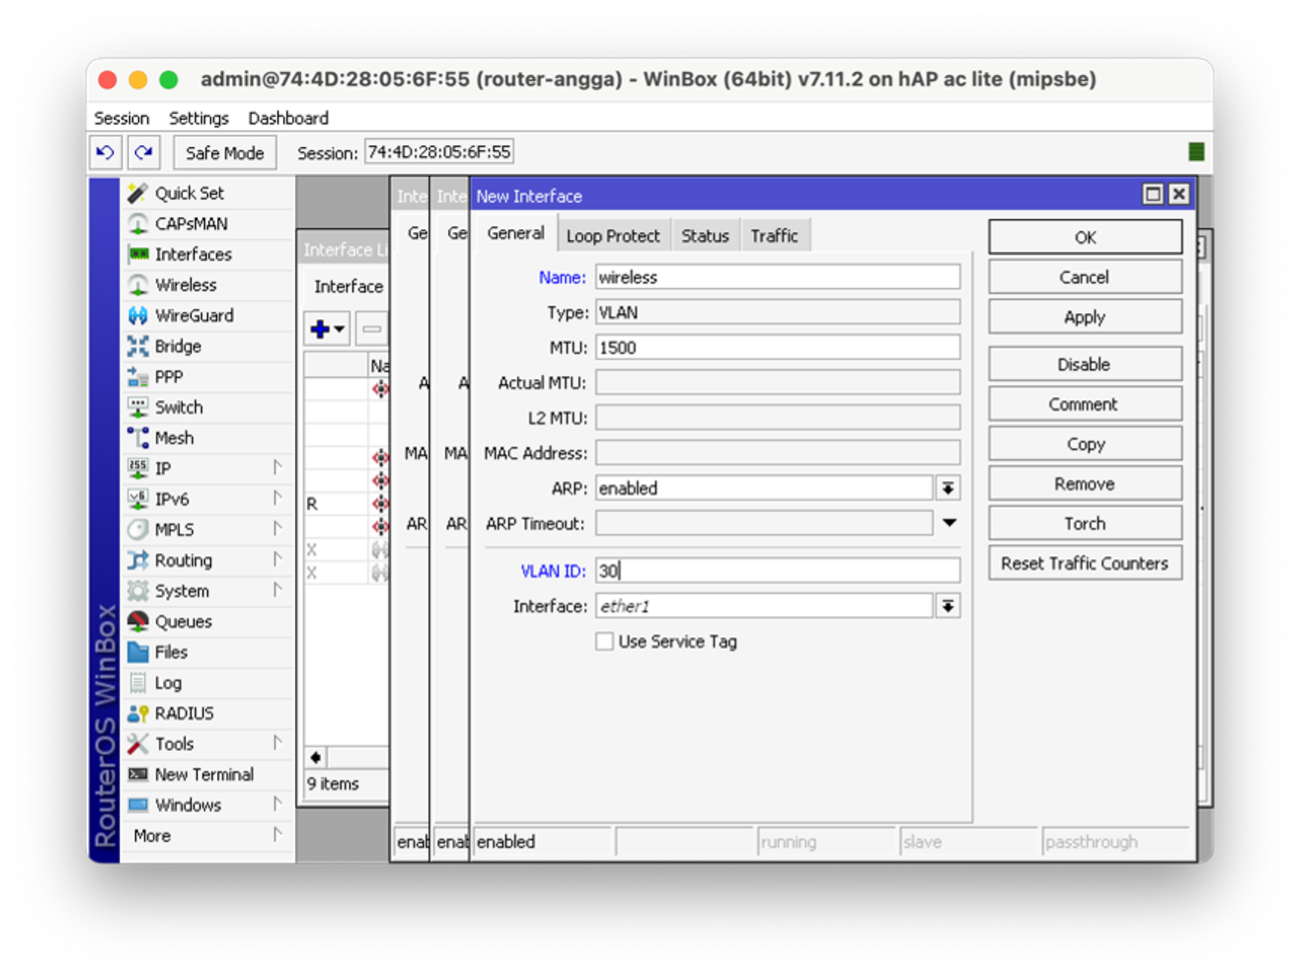 admin@74:4D:28:05:6F:55 (router-angga) - WinBox (64bit) v7.11.2 on hAP ac lite (mipsbe)
Session Settings Dashboard
Safe Mode Session: 74:4D:28:05:6F:55
RouterOS WinBox
Quick Set
CAPsMAN
Interfaces
Wireless
WireGuard
Bridge
PPP
Switch
Mesh
IP
IPv6
MPLS
Routing
System
Queues
Files
Log
RADIUS
Tools
New Terminal
Windows
More
Interface Li
Interface
Na
R
X
X
9 items
Inte
Ge
A
MA
AR
enab
Inte
Ge
A
MA
AR
enab
New Interface
General Loop Protect Status Traffic
Name: wireless
Type: VLAN
MTU: 1500
Actual MTU:
L2 MTU:
MAC Address:
ARP: enabled
ARP Timeout:
VLAN ID: 30
Interface: ether1
Use Service Tag
OK
Cancel
Apply
Disable
Comment
Copy
Remove
Torch
Reset Traffic Counters
enabled running slave passthrough